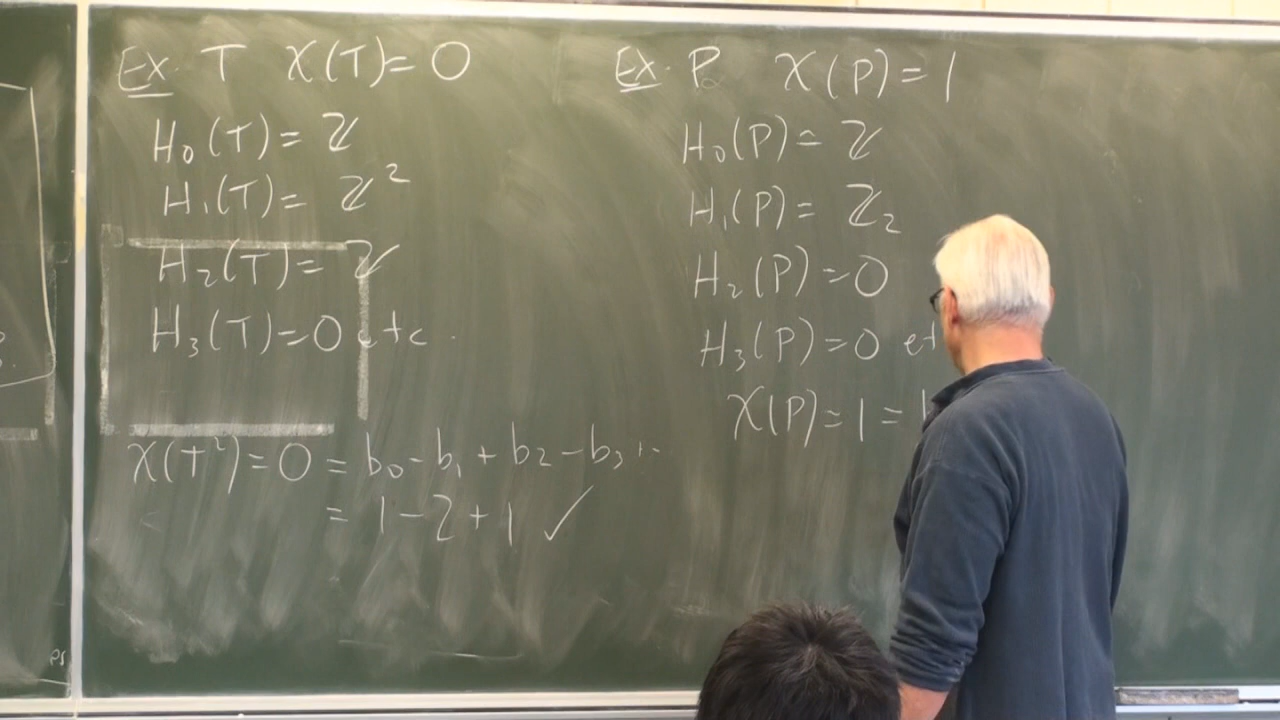 Ex. T X(T) = 0
H₀(T) = ℤ
H₁(T) = ℤ²
H₂(T) = ℤ
H₃(T) = 0 etc.
χ(T²) = 0 = b₀ - b₁ + b₂ - b₃ ...
= 1 - 2 + 1 ✓
Ex. P χ(P) = 1
H₀(P) = ℤ
H₁(P) = ℤ₂
H₂(P) = 0
H₃(P) = 0 et
χ(P) = 1 =